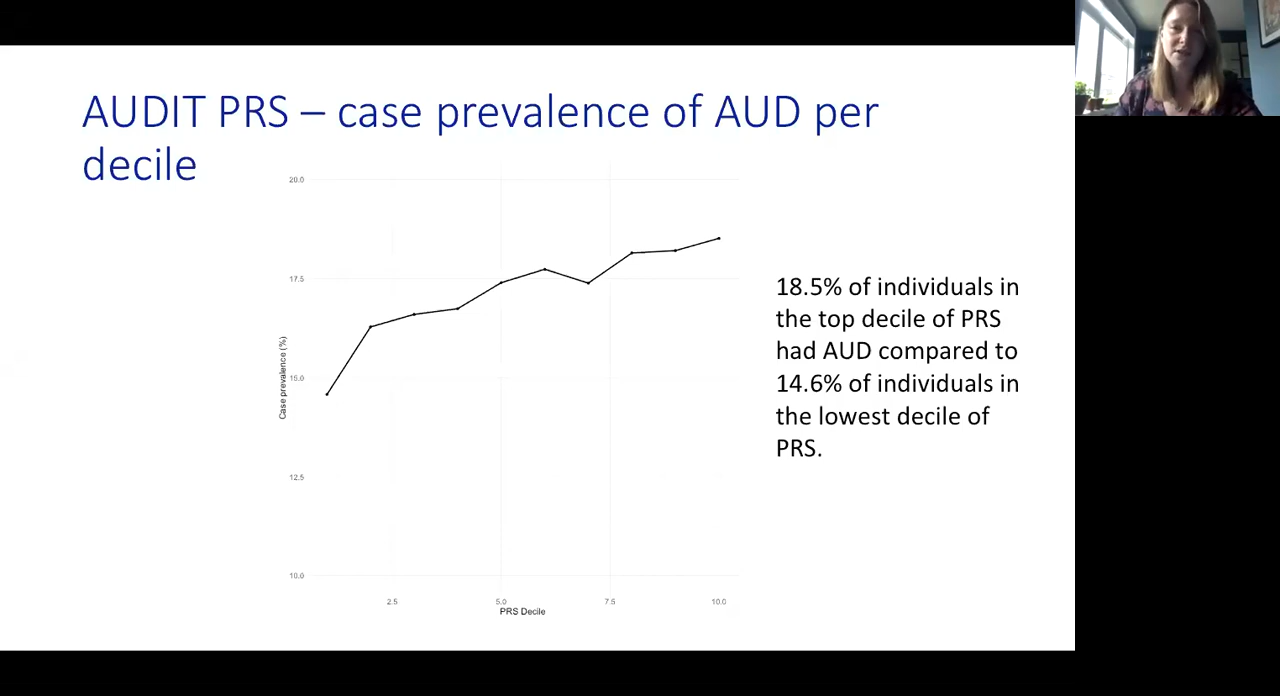 AUDIT PRS – case prevalence of AUD per
decile
20.0
17.5
15.0
12.5
10.0
Case prevalence (%)
2.5 5.0 7.5 10.0
PRS Decile
18.5% of individuals in
the top decile of PRS
had AUD compared to
14.6% of individuals in
the lowest decile of
PRS.